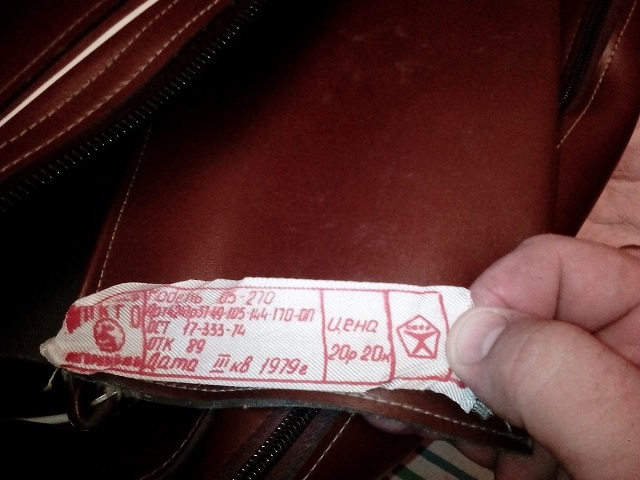 Модель 05-270
ОСТ 17-333-74
ОТК 89
Дата III кв 1979г
Цена
20р 20к